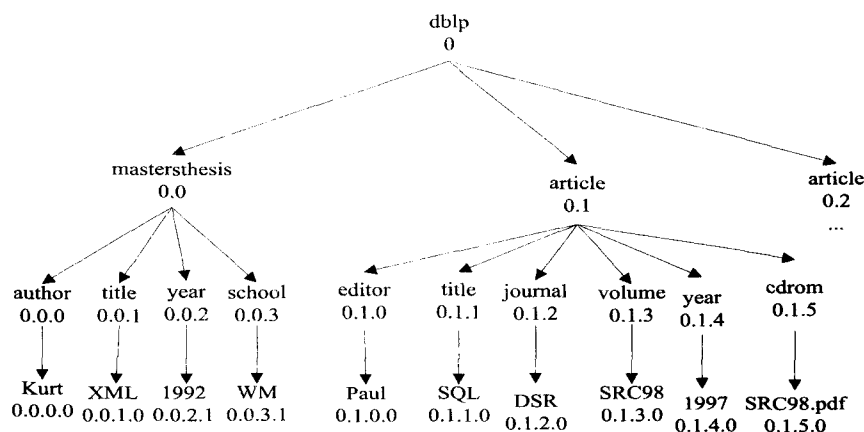 dblp
0
mastersthesis
0.0
article
0.1
article
0.2
...
author title year school editor title journal volume year cdrom
0.0.0 0.0.1 0.0.2 0.0.3 0.1.0 0.1.1 0.1.2 0.1.3 0.1.4 0.1.5
Kurt XML 1992 WM Paul SQL DSR SRC98 1997 SRC98.pdf
0.0.0.0 0.0.1.0 0.0.2.1 0.0.3.1 0.1.0.0 0.1.1.0 0.1.2.0 0.1.3.0 0.1.4.0 0.1.5.0